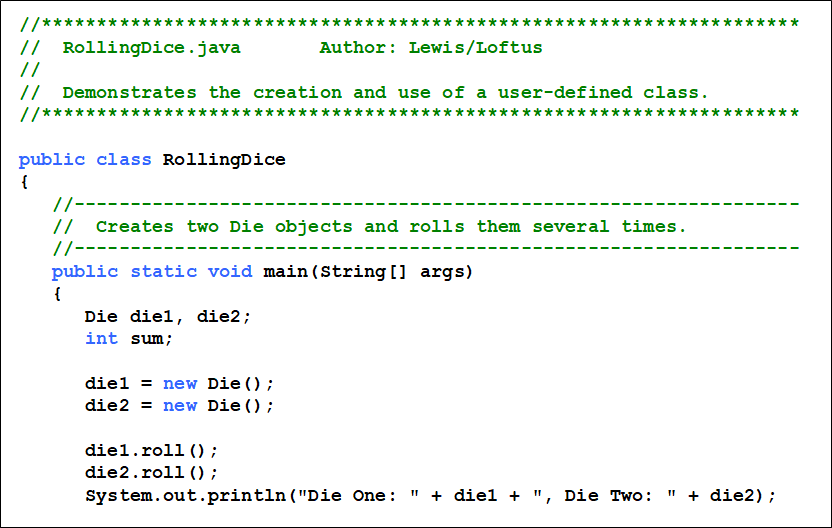 //********************************************************************
//  RollingDice.java       Author: Lewis/Loftus
//
//  Demonstrates the creation and use of a user-defined class.
//********************************************************************

public class RollingDice
{
   //-----------------------------------------------------------------
   //  Creates two Die objects and rolls them several times.
   //-----------------------------------------------------------------
   public static void main(String[] args)
   {
      Die die1, die2;
      int sum;

      die1 = new Die();
      die2 = new Die();

      die1.roll();
      die2.roll();
      System.out.println("Die One: " + die1 + ", Die Two: " + die2);